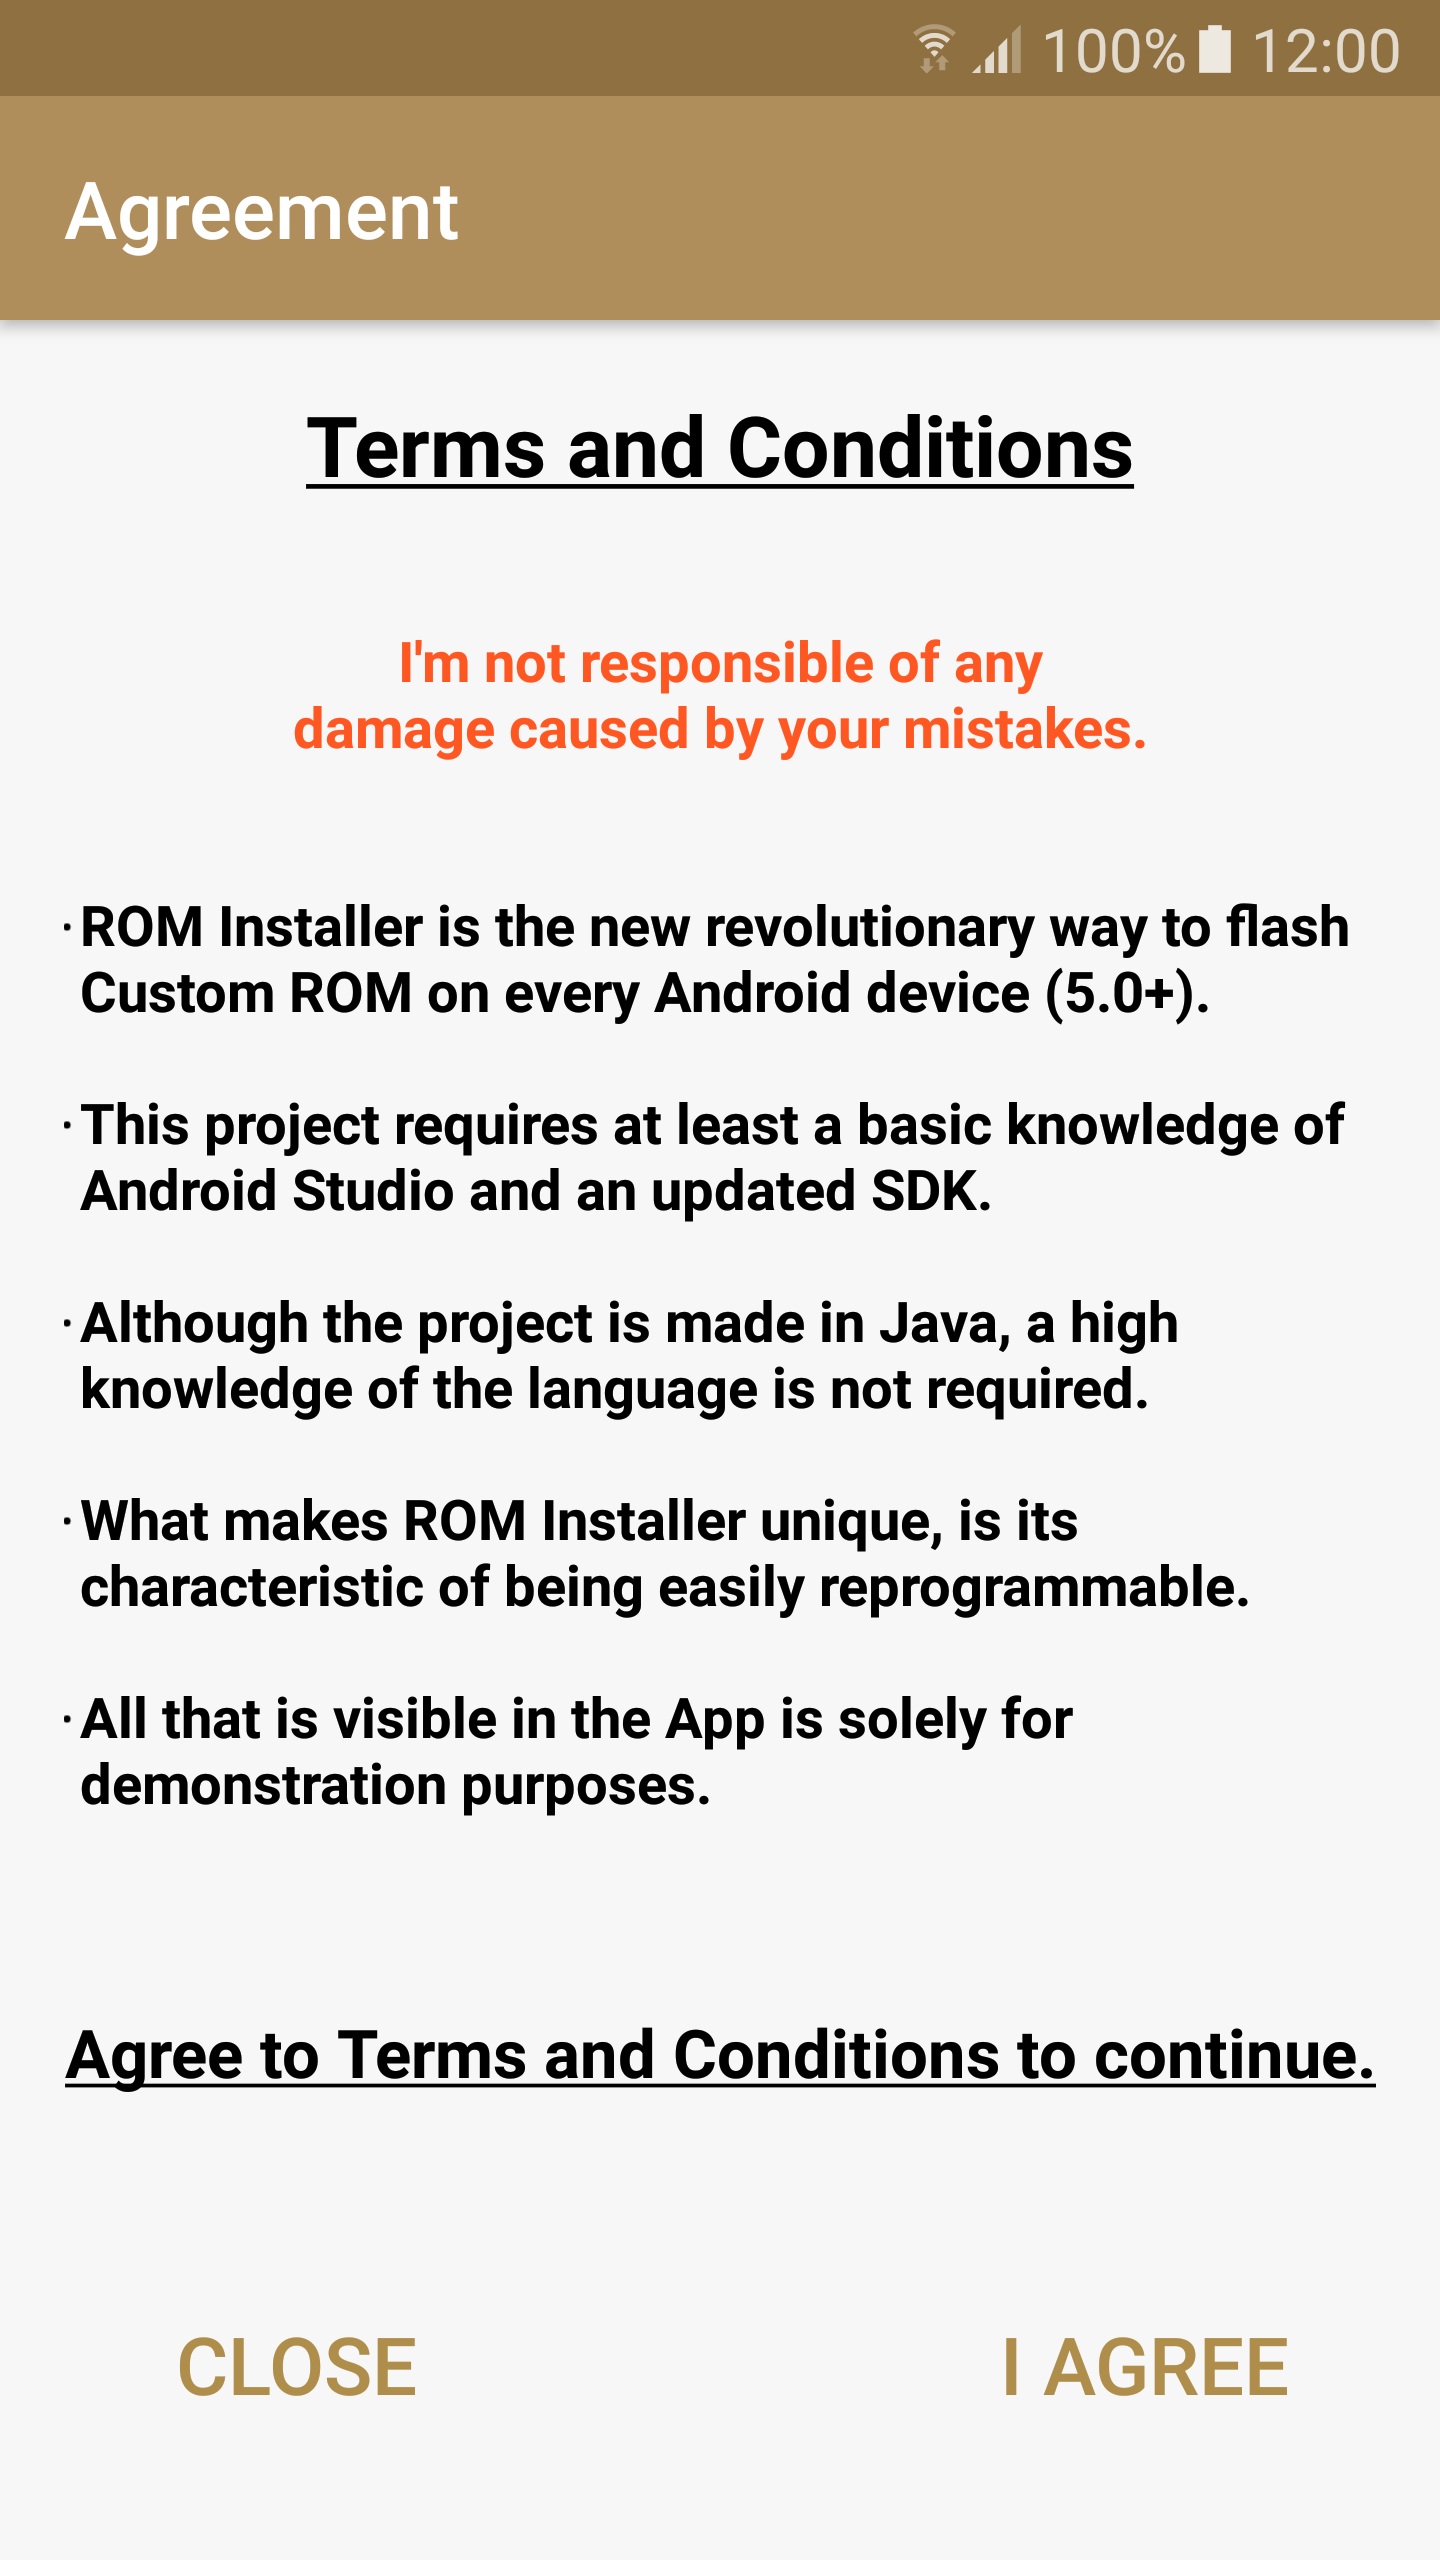 100% 12:00
Agreement
Terms and Conditions
I'm not responsible of any
damage caused by your mistakes.
· ROM Installer is the new revolutionary way to flash
Custom ROM on every Android device (5.0+).
· This project requires at least a basic knowledge of
Android Studio and an updated SDK.
· Although the project is made in Java, a high
knowledge of the language is not required.
· What makes ROM Installer unique, is its
characteristic of being easily reprogrammable.
· All that is visible in the App is solely for
demonstration purposes.
Agree to Terms and Conditions to continue.
CLOSE I AGREE